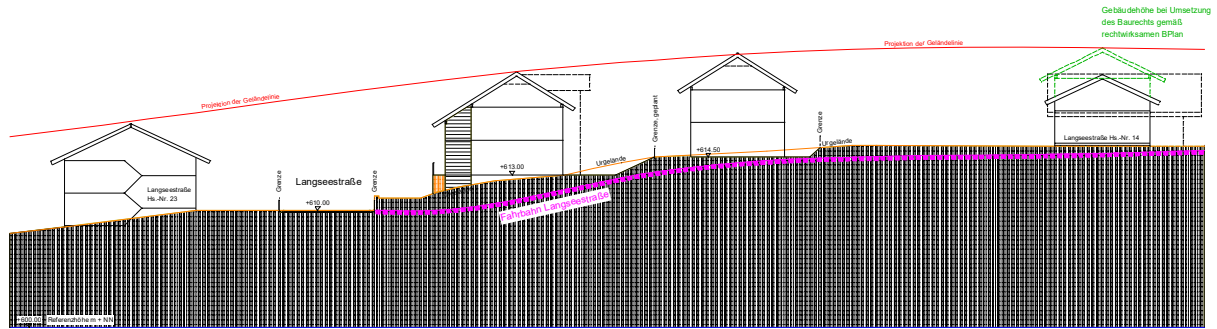 Gebäudehöhe bei Umsetzung
des Baurechts gemäß
rechtwirksamen BPlan
Projektion der Geländelinie
Projektion der Geländelinie
Langseestraße Hs.-Nr. 14
Grenze, geplant
Grenze
Urgelände
+614.50
Urgelände
+613.00
Langseestraße
Hs.-Nr. 23
Grenze
Langseestraße
Grenze
+610.00
Fahrbahn Langseestraße
+600.00 Referenzhöhe m + NN